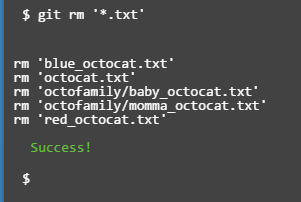 $ git rm '*.txt'
rm 'blue_octocat.txt'
rm 'octocat.txt'
rm 'octofamily/baby_octocat.txt'
rm 'octofamily/momma_octocat.txt'
rm 'red_octocat.txt'
Success!
$